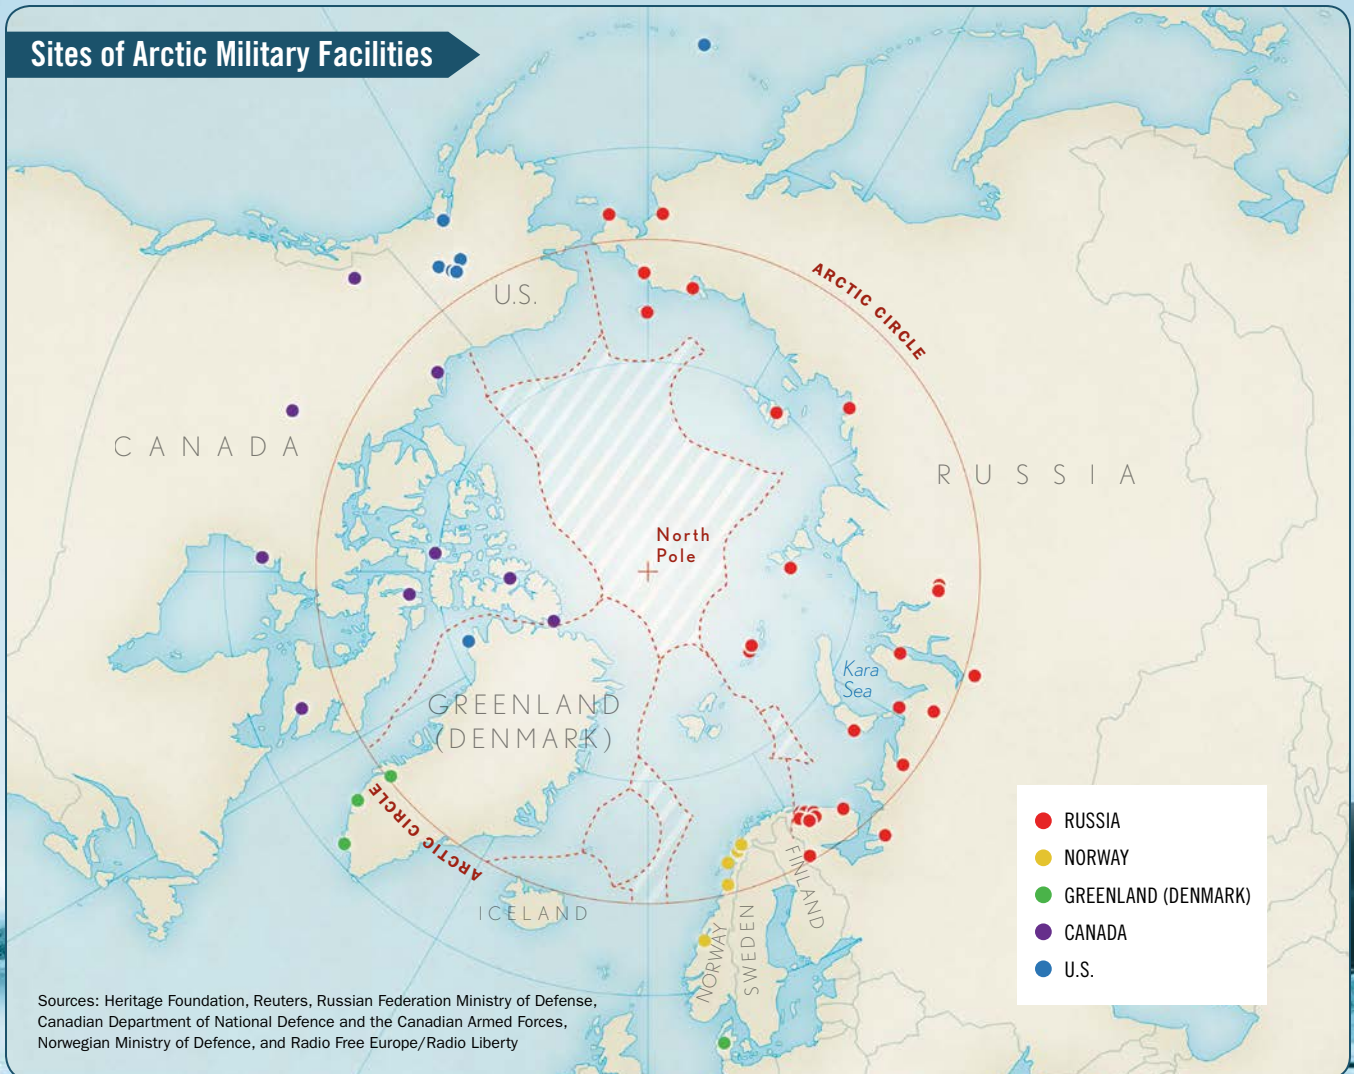 Sites of Arctic Military Facilities
U.S.
ARCTIC CIRCLE
CANADA
RUSSIA
North
Pole
Kara
Sea
GREENLAND
(DENMARK)
ARCTIC CIRCLE
ICELAND
NORWAY
SWEDEN
FINLAND
RUSSIA
NORWAY
GREENLAND (DENMARK)
CANADA
U.S.
Sources: Heritage Foundation, Reuters, Russian Federation Ministry of Defense,
Canadian Department of National Defence and the Canadian Armed Forces,
Norwegian Ministry of Defence, and Radio Free Europe/Radio Liberty